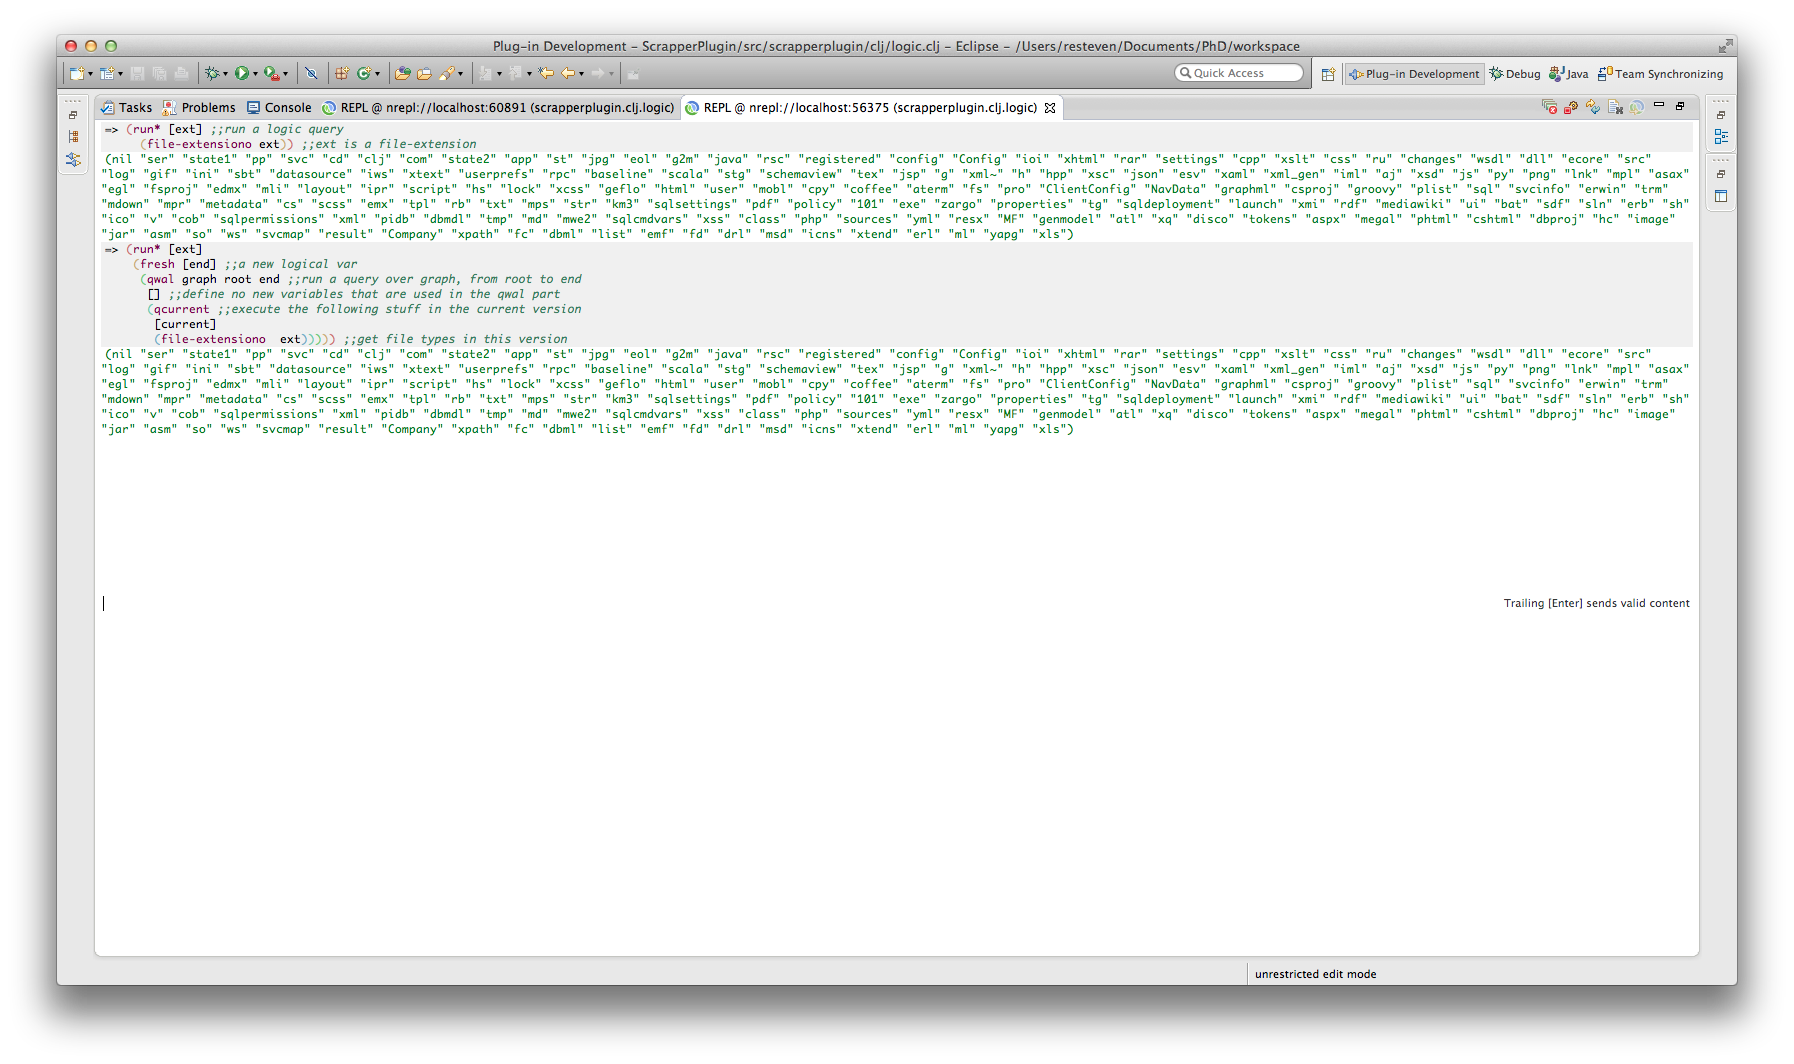 Plug-in Development - ScrapperPlugin/src/scrapperplugin/clj/logic.clj - Eclipse - /Users/resteven/Documents/PhD/workspace
Quick Access
Plug-in Development
Debug
Java
Team Synchronizing
Tasks
Problems
Console
REPL @ nrepl://localhost:60891 (scrapperplugin.clj.logic)
REPL @ nrepl://localhost:56375 (scrapperplugin.clj.logic)
=> (run* [ext] ;;run a logic query
(file-extensiono ext)) ;;ext is a file-extension
(nil "ser" "state1" "pp" "svc" "cd" "clj" "com" "state2" "app" "st" "jpg" "eol" "g2m" "java" "rsc" "registered" "config" "Config" "ioi" "xhtml" "rar" "settings" "cpp" "xslt" "css" "ru" "changes" "wsdl" "dll" "ecore" "src"
"log" "gif" "ini" "sbt" "datasource" "iws" "xtext" "userprefs" "rpc" "baseline" "scala" "stg" "schemaview" "tex" "jsp" "g" "xml~" "h" "hpp" "xsc" "json" "esv" "xaml" "xml_gen" "iml" "aj" "xsd" "js" "py" "png" "lnk" "mpl" "asax"
"egl" "fsproj" "edmx" "mli" "layout" "ipr" "script" "hs" "lock" "xcss" "geflo" "html" "user" "mobl" "cpy" "coffee" "aterm" "fs" "pro" "ClientConfig" "NavData" "graphml" "csproj" "groovy" "plist" "sql" "svcinfo" "erwin" "trm"
"mdown" "mpr" "metadata" "cs" "scss" "emx" "tpl" "rb" "txt" "mps" "str" "km3" "sqlsettings" "pdf" "policy" "101" "exe" "zargo" "properties" "tg" "sqldeployment" "launch" "xmi" "rdf" "mediawiki" "ui" "bat" "sdf" "sln" "erb" "sh"
"ico" "v" "cob" "sqlpermissions" "xml" "pidb" "dbmdl" "tmp" "md" "mwe2" "sqlcmdvars" "xss" "class" "php" "sources" "yml" "resx" "MF" "genmodel" "atl" "xq" "disco" "tokens" "aspx" "megal" "phtml" "cshtml" "dbproj" "hc" "image"
"jar" "asm" "so" "ws" "svcmap" "result" "Company" "xpath" "fc" "dbml" "list" "emf" "fd" "drl" "msd" "icns" "xtend" "erl" "ml" "yapg" "xls")
=> (run* [ext]
(fresh [end] ;;a new logical var
(qwal graph root end ;;run a query over graph, from root to end
[] ;;define no new variables that are used in the qwal part
(qcurrent ;;execute the following stuff in the current version
[current]
(file-extensiono  ext))))) ;;get file types in this version
(nil "ser" "state1" "pp" "svc" "cd" "clj" "com" "state2" "app" "st" "jpg" "eol" "g2m" "java" "rsc" "registered" "config" "Config" "ioi" "xhtml" "rar" "settings" "cpp" "xslt" "css" "ru" "changes" "wsdl" "dll" "ecore" "src"
"log" "gif" "ini" "sbt" "datasource" "iws" "xtext" "userprefs" "rpc" "baseline" "scala" "stg" "schemaview" "tex" "jsp" "g" "xml~" "h" "hpp" "xsc" "json" "esv" "xaml" "xml_gen" "iml" "aj" "xsd" "js" "py" "png" "lnk" "mpl" "asax"
"egl" "fsproj" "edmx" "mli" "layout" "ipr" "script" "hs" "lock" "xcss" "geflo" "html" "user" "mobl" "cpy" "coffee" "aterm" "fs" "pro" "ClientConfig" "NavData" "graphml" "csproj" "groovy" "plist" "sql" "svcinfo" "erwin" "trm"
"mdown" "mpr" "metadata" "cs" "scss" "emx" "tpl" "rb" "txt" "mps" "str" "km3" "sqlsettings" "pdf" "policy" "101" "exe" "zargo" "properties" "tg" "sqldeployment" "launch" "xmi" "rdf" "mediawiki" "ui" "bat" "sdf" "sln" "erb" "sh"
"ico" "v" "cob" "sqlpermissions" "xml" "pidb" "dbmdl" "tmp" "md" "mwe2" "sqlcmdvars" "xss" "class" "php" "sources" "yml" "resx" "MF" "genmodel" "atl" "xq" "disco" "tokens" "aspx" "megal" "phtml" "cshtml" "dbproj" "hc" "image"
"jar" "asm" "so" "ws" "svcmap" "result" "Company" "xpath" "fc" "dbml" "list" "emf" "fd" "drl" "msd" "icns" "xtend" "erl" "ml" "yapg" "xls")
Trailing [Enter] sends valid content
unrestricted edit mode